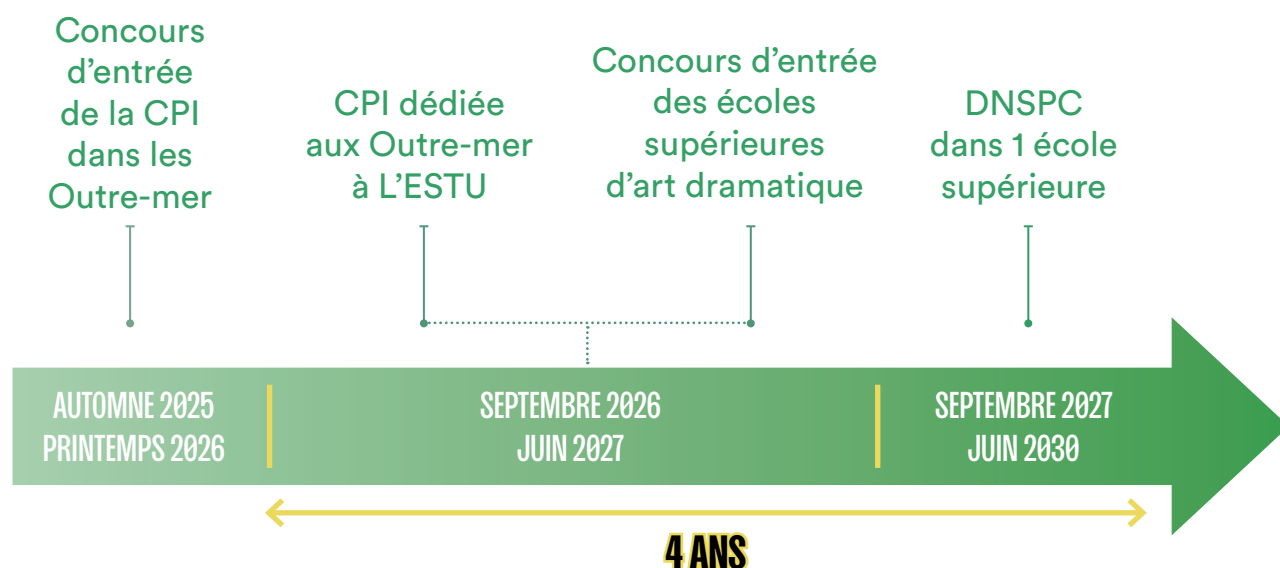 Concours
d’entrée
de la CPI
dans les
Outre-mer
CPI dédiée
aux Outre-mer
à L’ESTU
Concours d’entrée
des écoles
supérieures
d’art dramatique
DNSPC
dans 1 école
supérieure
AUTOMNE 2025
PRINTEMPS 2026
SEPTEMBRE 2026
JUIN 2027
SEPTEMBRE 2027
JUIN 2030
4 ANS